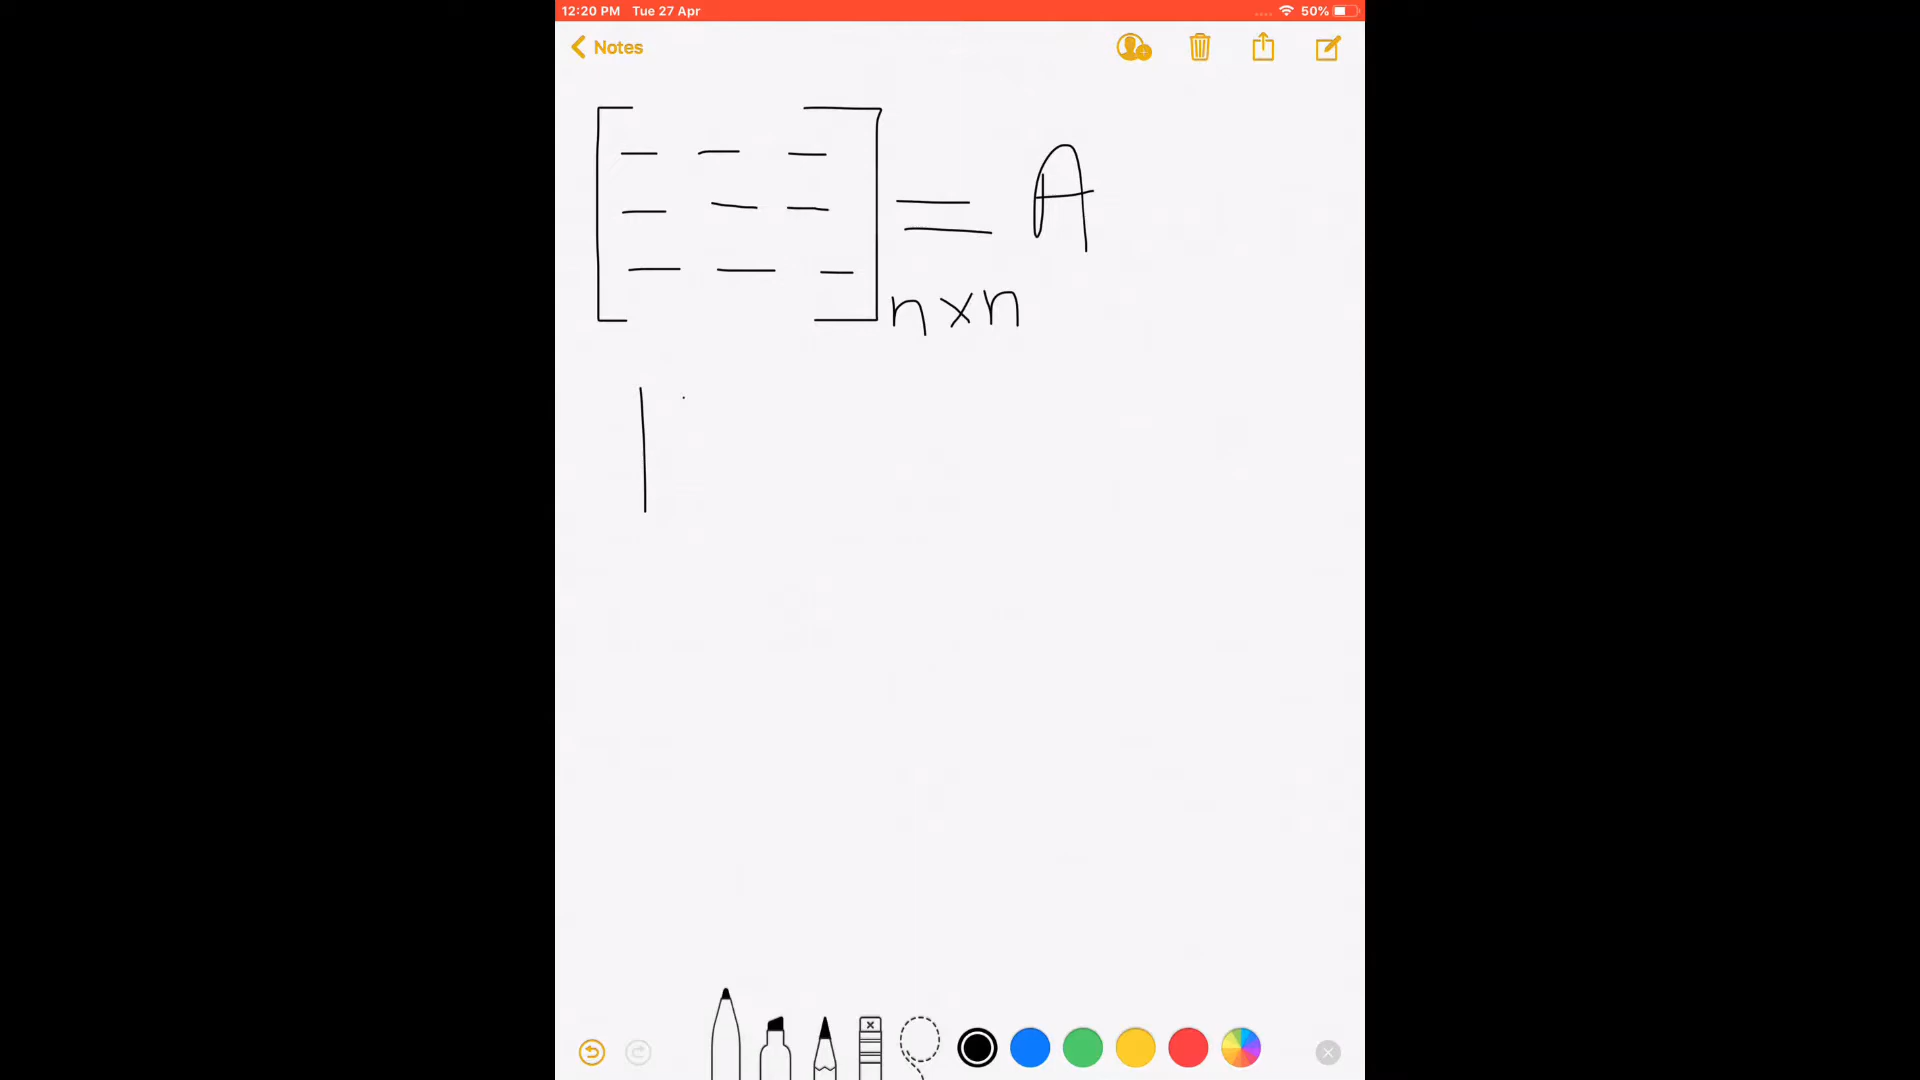 12:20 PM Tue 27 Apr 50%
Notes
[
— — —
— — —
— — —
] = A
n×n
|